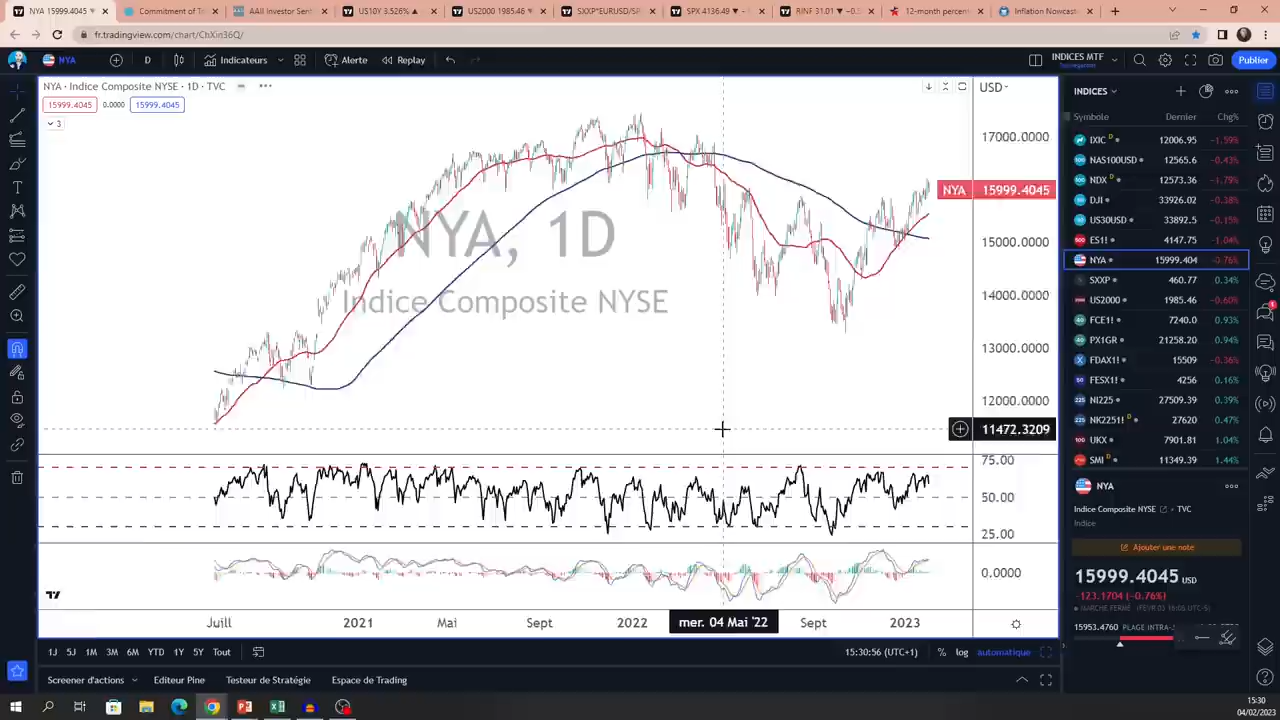 NYA 15999.4045
Commitment of Tr
AAII Investor Sent
US10Y 3.526%
US2000 1985.46
SXXP*EURUSD/SP
SPX 4136.49
RINF 31.01
12-month percent
Inflation Nowcasti
fr.tradingview.com/chart/ChXin36Q/
NYA
D
Indicateurs
Alerte
Replay
INDICES MTF
Publier
NYA · Indice Composite NYSE · 1D · TVC
USD
15999.4045 0.0000 15999.4045
3
NYA, 1D
Indice Composite NYSE
17000.0000
NYA 15999.4045
15000.0000
14000.0000
13000.0000
12000.0000
11472.3209
75.00
50.00
25.00
0.0000
Juill 2021 Mai Sept 2022 mer. 04 Mai '22 Sept 2023
1J 5J 1M 3M 6M YTD 1Y 5Y Tout
15:30:56 (UTC+1) % log automatique
Screener d'actions Éditeur Pine Testeur de Stratégie Espace de Trading
INDICES
Symbole Dernier Chg%
IXIC D 12006.95 -1.59%
NAS100USD 12565.6 -0.43%
NDX D 12573.36 -1.79%
DJI 33926.02 -0.38%
US30USD 33892.5 -0.15%
ES1! 4147.75 -1.04%
NYA 15999.404 -0.76%
SXXP 460.77 0.34%
US2000 1985.46 -0.60%
FCE1! 7240.0 0.93%
PX1GR 21258.20 0.94%
FDAX1! 15509 -0.36%
FESX1! 4256 0.16%
NI225 27509.39 0.39%
NK2251! D 27620 0.47%
UKX 7901.81 1.04%
SMI D 11349.39 1.44%
NYA
Indice Composite NYSE TVC
Indice
Ajouter une note
15999.4045 USD
-123.1704 (-0.76%)
MARCHÉ FERMÉ
15953.4760 PLAGE INTRA-
15:30
04/02/2023